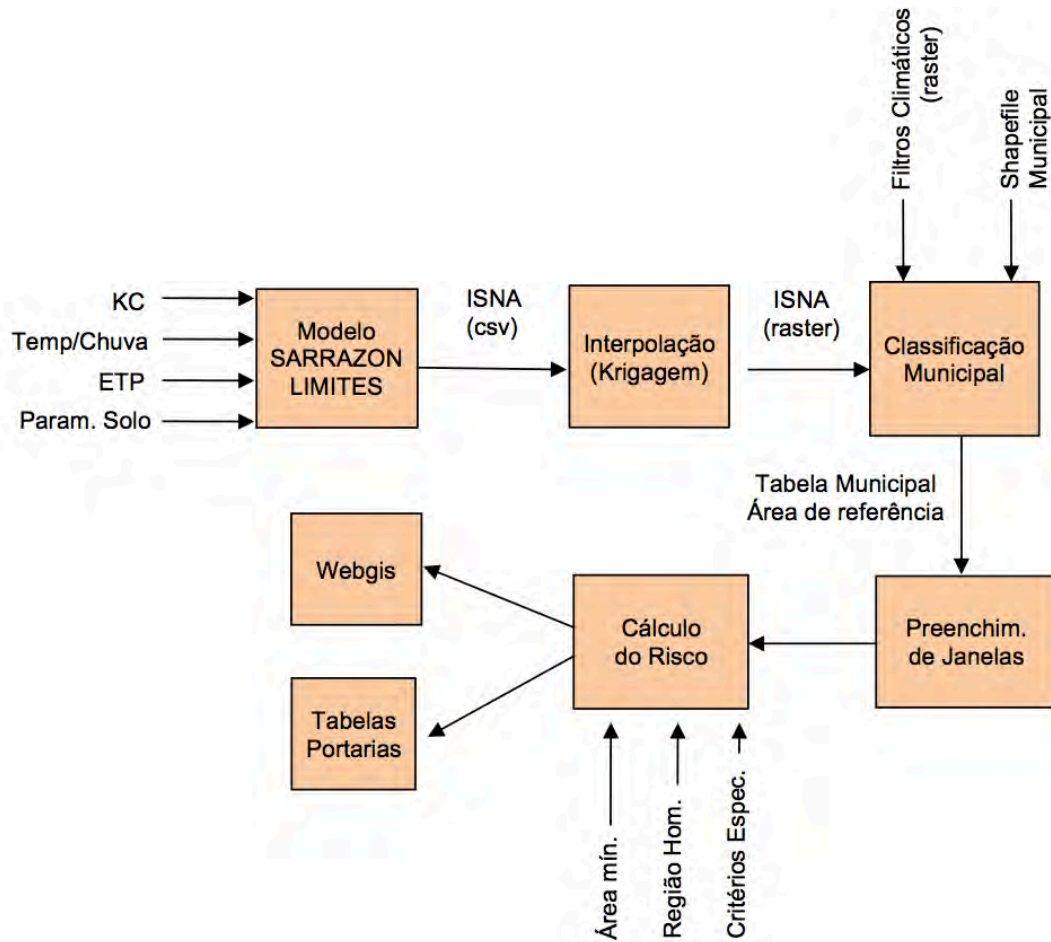 Filtros Climáticos
(raster)
Shapefile
Municipal
KC
Temp/Chuva
ETP
Param. Solo
Modelo
SARRAZON
LIMITES
ISNA
(csv)
Interpolação
(Krigagem)
ISNA
(raster)
Classificação
Municipal
Tabela Municipal
Área de referência
Preenchim.
de Janelas
Cálculo
do Risco
Webgis
Tabelas
Portarias
Área mín.
Região Hom.
Critérios Espec.